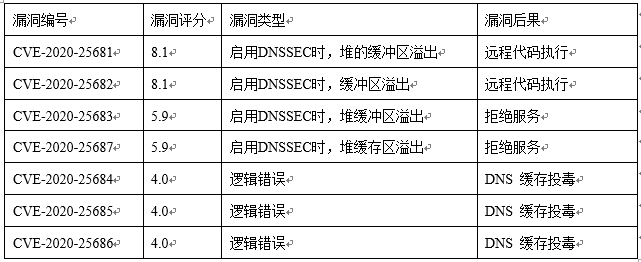 漏洞编号 漏洞评分 漏洞类型 漏洞后果
CVE-2020-25681 8.1 启用DNSSEC时，堆的缓冲区溢出 远程代码执行
CVE-2020-25682 8.1 启用DNSSEC时，缓冲区溢出 远程代码执行
CVE-2020-25683 5.9 启用DNSSEC时，堆缓冲区溢出 拒绝服务
CVE-2020-25687 5.9 启用DNSSEC时，堆缓存区溢出 拒绝服务
CVE-2020-25684 4.0 逻辑错误 DNS 缓存投毒
CVE-2020-25685 4.0 逻辑错误 DNS 缓存投毒
CVE-2020-25686 4.0 逻辑错误 DNS 缓存投毒